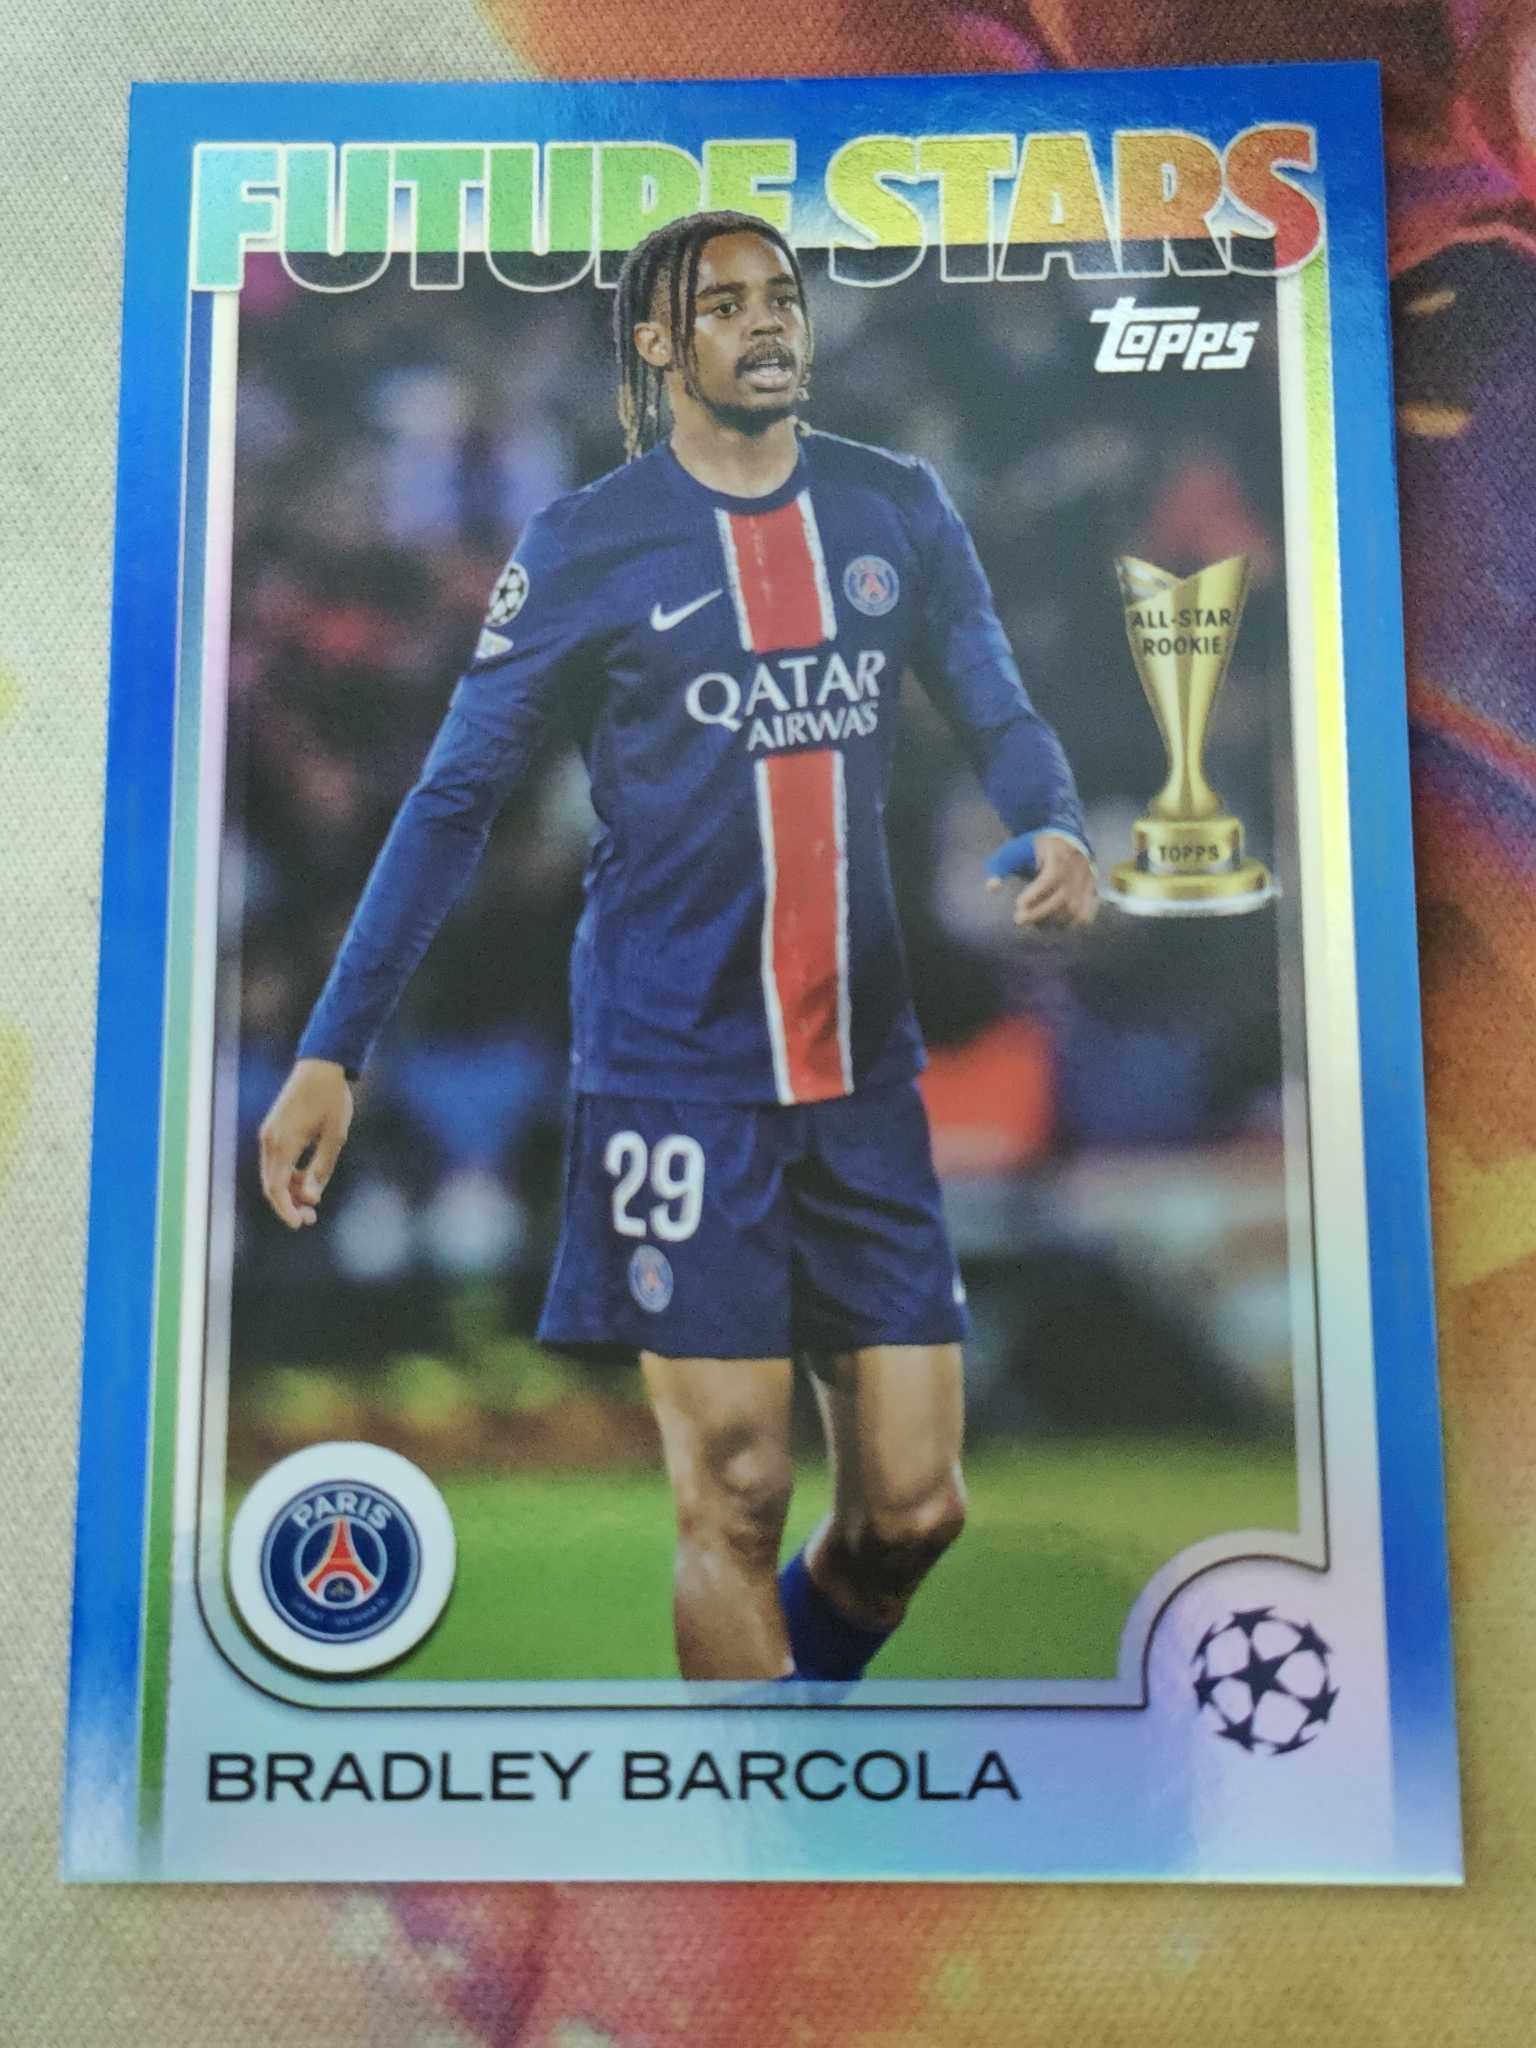 FUTURE STARS
topps
ALL-STAR
ROOKIE
TOPPS
QATAR
AIRWAYS
29
PARIS
BRADLEY BARCOLA